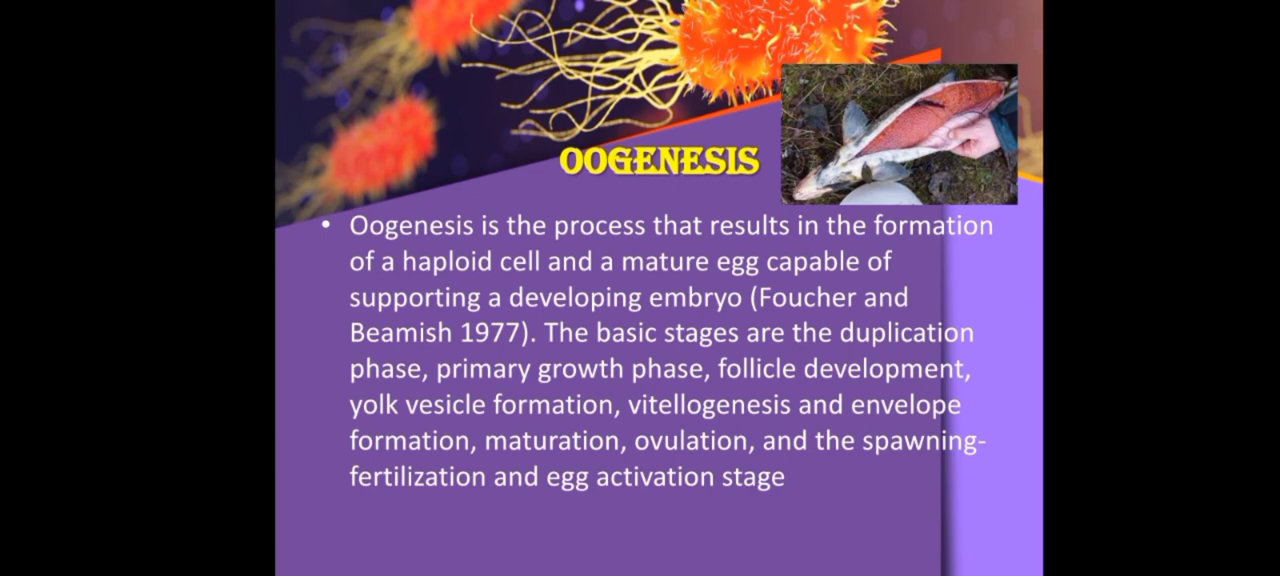 OOGENESIS
• Oogenesis is the process that results in the formation
of a haploid cell and a mature egg capable of
supporting a developing embryo (Foucher and
Beamish 1977). The basic stages are the duplication
phase, primary growth phase, follicle development,
yolk vesicle formation, vitellogenesis and envelope
formation, maturation, ovulation, and the spawning-
fertilization and egg activation stage